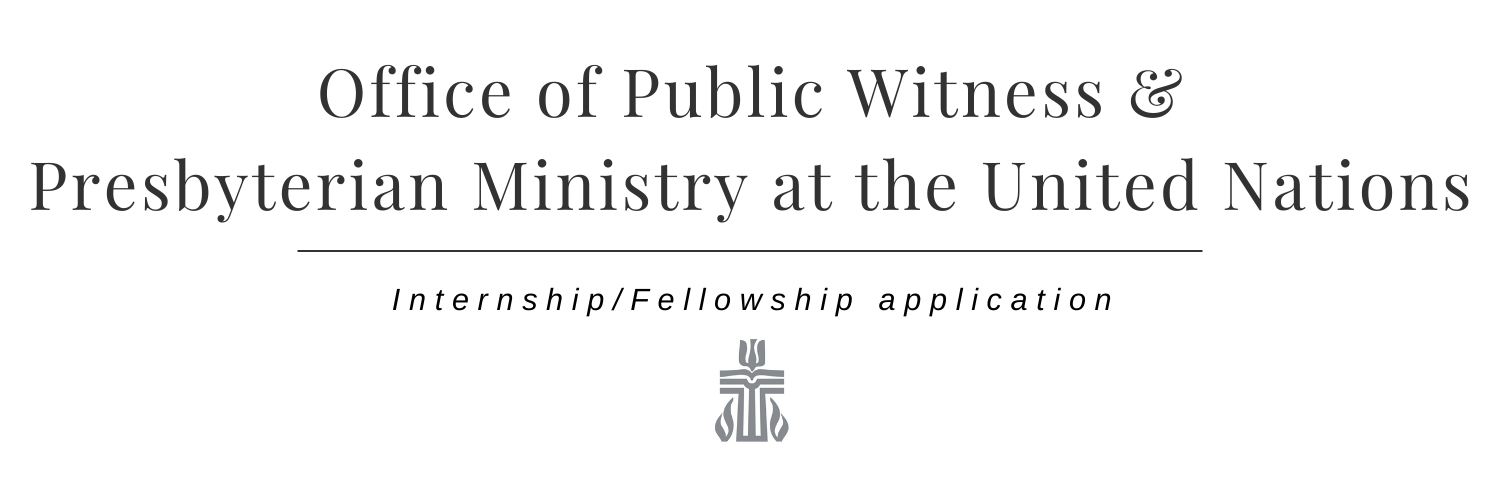 Office of Public Witness &
Presbyterian Ministry at the United Nations
Internship/Fellowship application